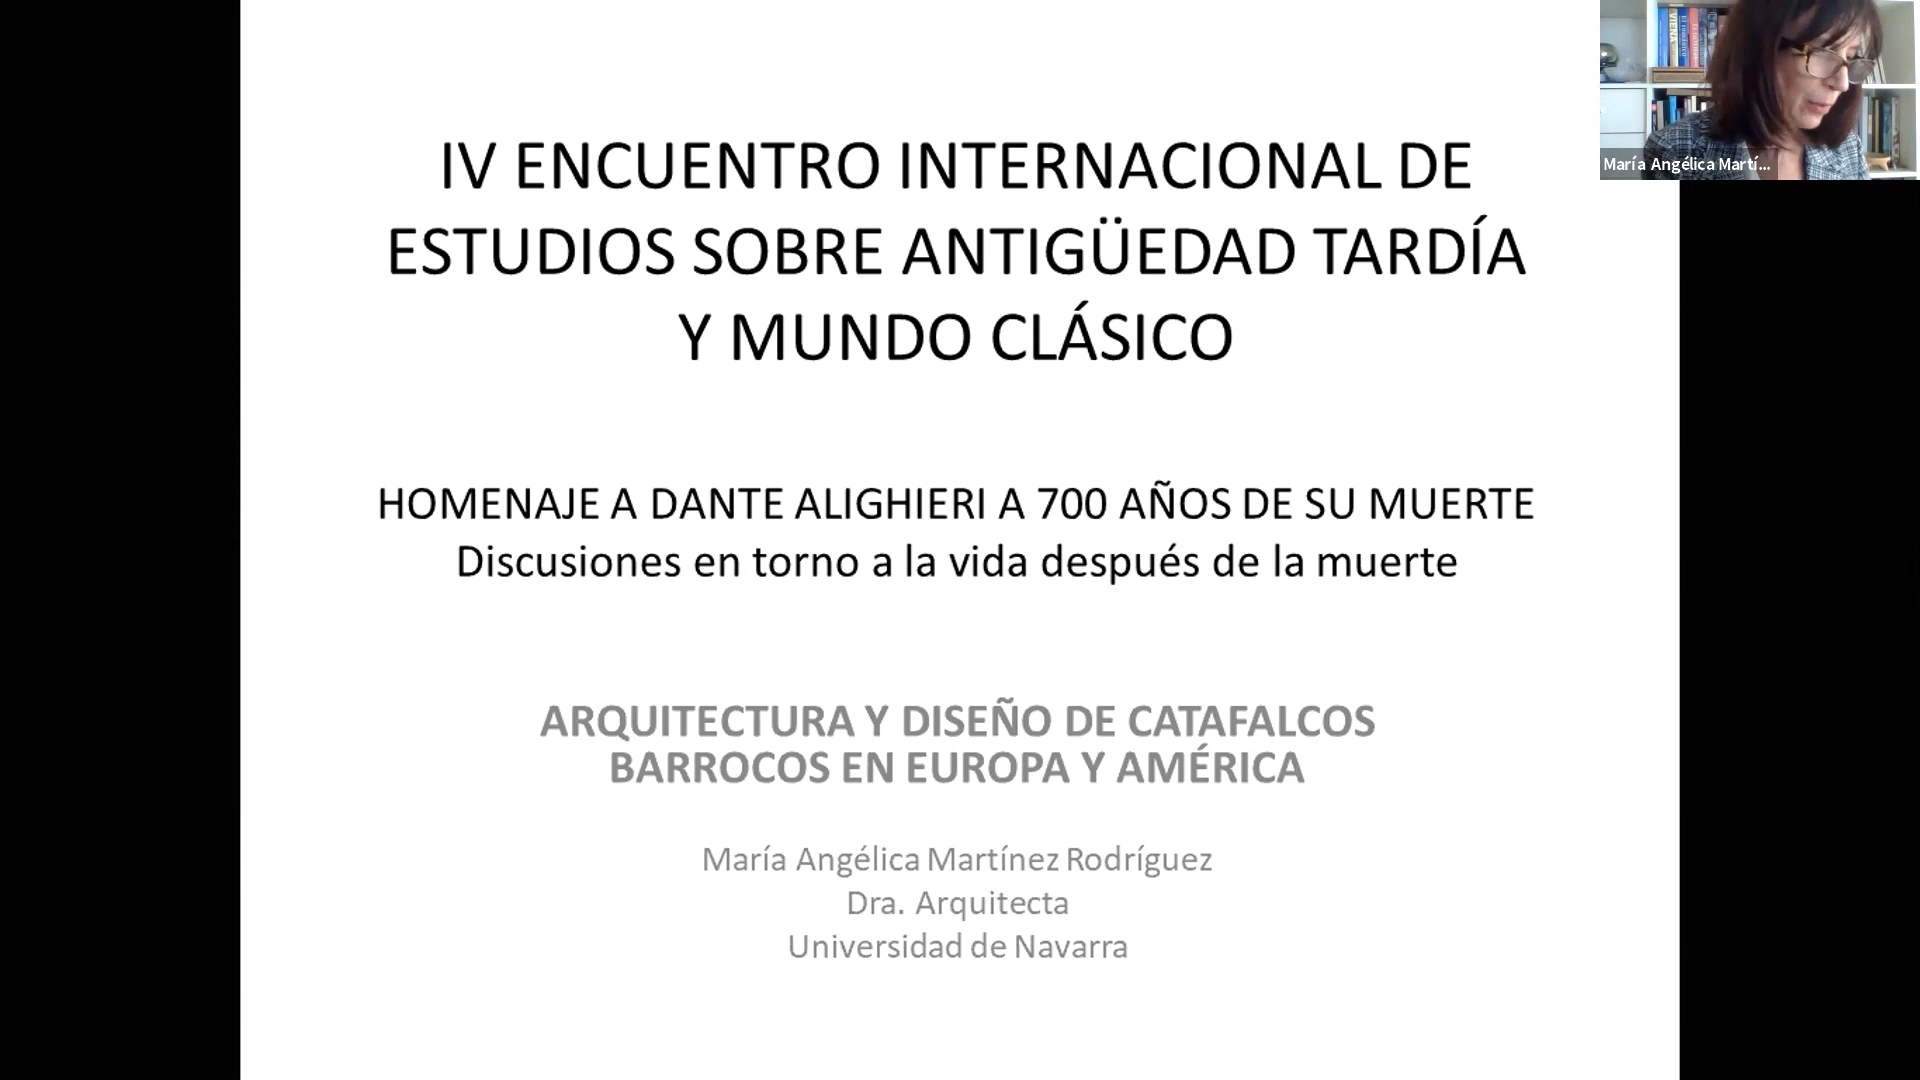 IV ENCUENTRO INTERNACIONAL DE
ESTUDIOS SOBRE ANTIGÜEDAD TARDÍA
Y MUNDO CLÁSICO
HOMENAJE A DANTE ALIGHIERI A 700 AÑOS DE SU MUERTE
Discusiones en torno a la vida después de la muerte
ARQUITECTURA Y DISEÑO DE CATAFALCOS
BARROCOS EN EUROPA Y AMÉRICA
María Angélica Martínez Rodríguez
Dra. Arquitecta
Universidad de Navarra
VIENA
María Angélica Martí...